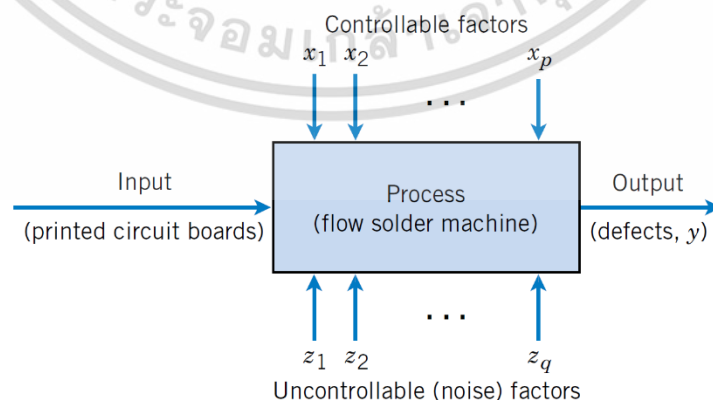 Controllable factors
x1 x2 xp
...
Input
Process
Output
(printed circuit boards)
(flow solder machine)
(defects, y)
...
z1 z2 zq
Uncontrollable (noise) factors